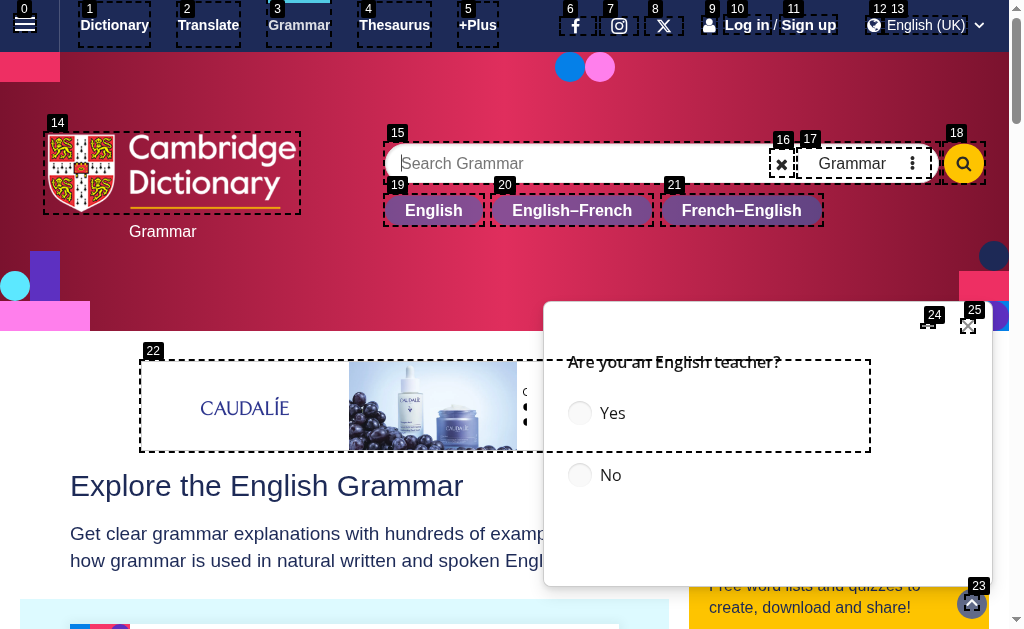 0 1 2 3 4 5 6 7 8 9 10 11 12 13
Dictionary Translate Grammar Thesaurus +Plus Log in / Sign up English (UK)
14
Cambridge
Dictionary
Grammar
15 16 17 18
Search Grammar Grammar
19 20 21
English English–French French–English
22
CAUDALÍE
CAUDALIE
24 25
Are you an English teacher?
Yes
No
Explore the English Grammar
Get clear grammar explanations with hundreds of
how grammar is used in natural written and spoken
Free word lists and quizzes to
create, download and share!
23